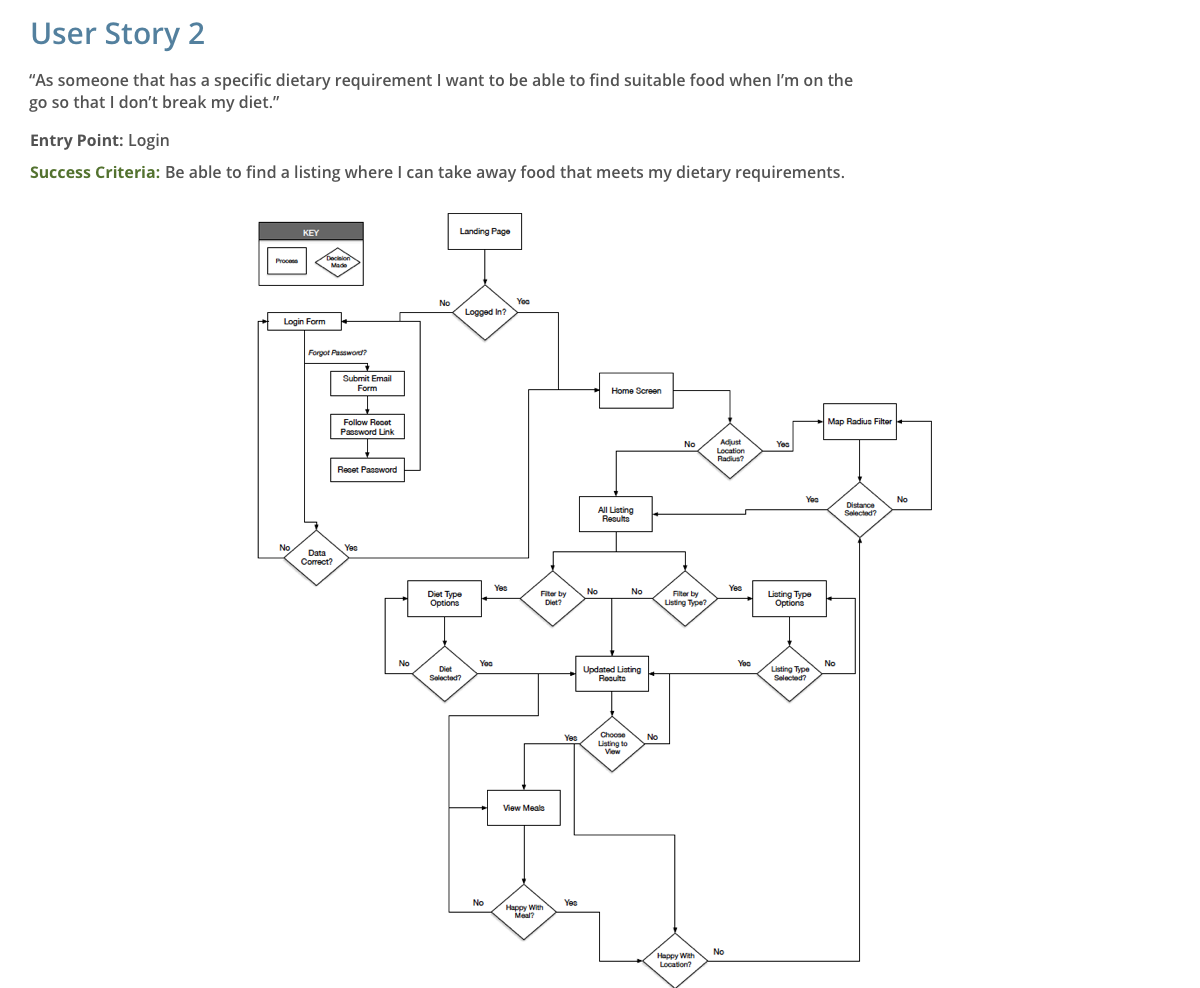 User Story 2
“As someone that has a specific dietary requirement I want to be able to find suitable food when I’m on the
go so that I don’t break my diet.”
Entry Point: Login
Success Criteria: Be able to find a listing where I can take away food that meets my dietary requirements.
KEY
Process
Decision
Made
Landing Page
No
Logged In?
Yes
Login Form
Forgot Password?
Submit Email
Form
Follow Reset
Password Link
Reset Password
No
Data
Correct?
Yes
Home Screen
No
Adjust
Location
Radius?
Yes
Map Radius Filter
Yes
Distance
Selected?
No
All Listing
Results
Diet Type
Options
Yes
Filter by
Diet?
No
No
Filter by
Listing Type?
Yes
Listing Type
Options
No
Diet
Selected?
Yes
Updated Listing
Results
Yes
Listing Type
Selected?
No
Yes
Choose
Listing to
View
No
View Meals
No
Happy With
Meal?
Yes
Happy With
Location?
No